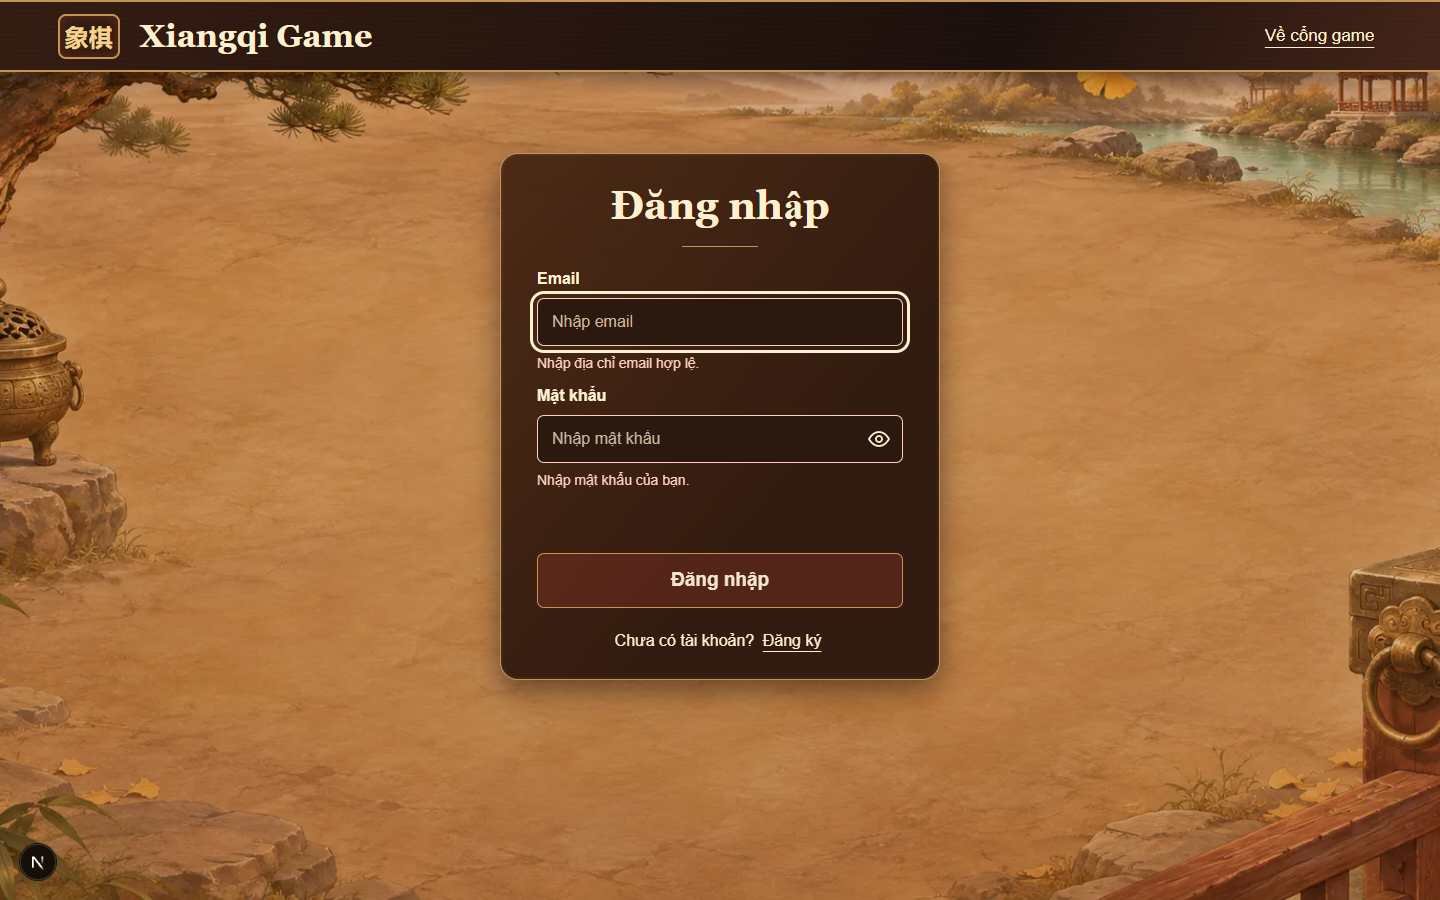 象棋 Xiangqi Game
Về cổng game
Đăng nhập
Email
Nhập email
Nhập địa chỉ email hợp lệ.
Mật khẩu
Nhập mật khẩu
Nhập mật khẩu của bạn.
Đăng nhập
Chưa có tài khoản? Đăng ký
N